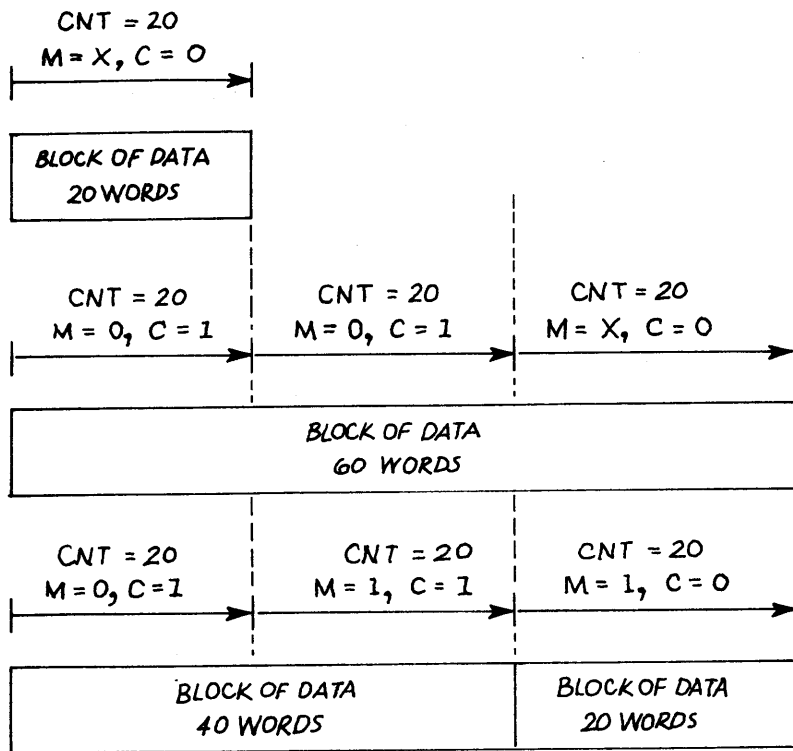 CNT = 20
M = X, C = 0
BLOCK OF DATA
20 WORDS
CNT = 20
M = 0, C = 1
CNT = 20
M = 0, C = 1
CNT = 20
M = X, C = 0
BLOCK OF DATA
60 WORDS
CNT = 20
M = 0, C = 1
CNT = 20
M = 1, C = 1
CNT = 20
M = 1, C = 0
BLOCK OF DATA
40 WORDS
BLOCK OF DATA
20 WORDS